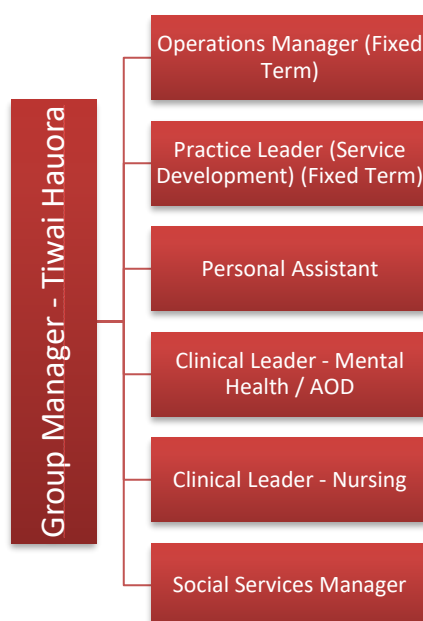 Group Manager - Tiwai Hauora
Operations Manager (Fixed
Term)
Practice Leader (Service
Development) (Fixed Term)
Personal Assistant
Clinical Leader - Mental
Health / AOD
Clinical Leader - Nursing
Social Services Manager